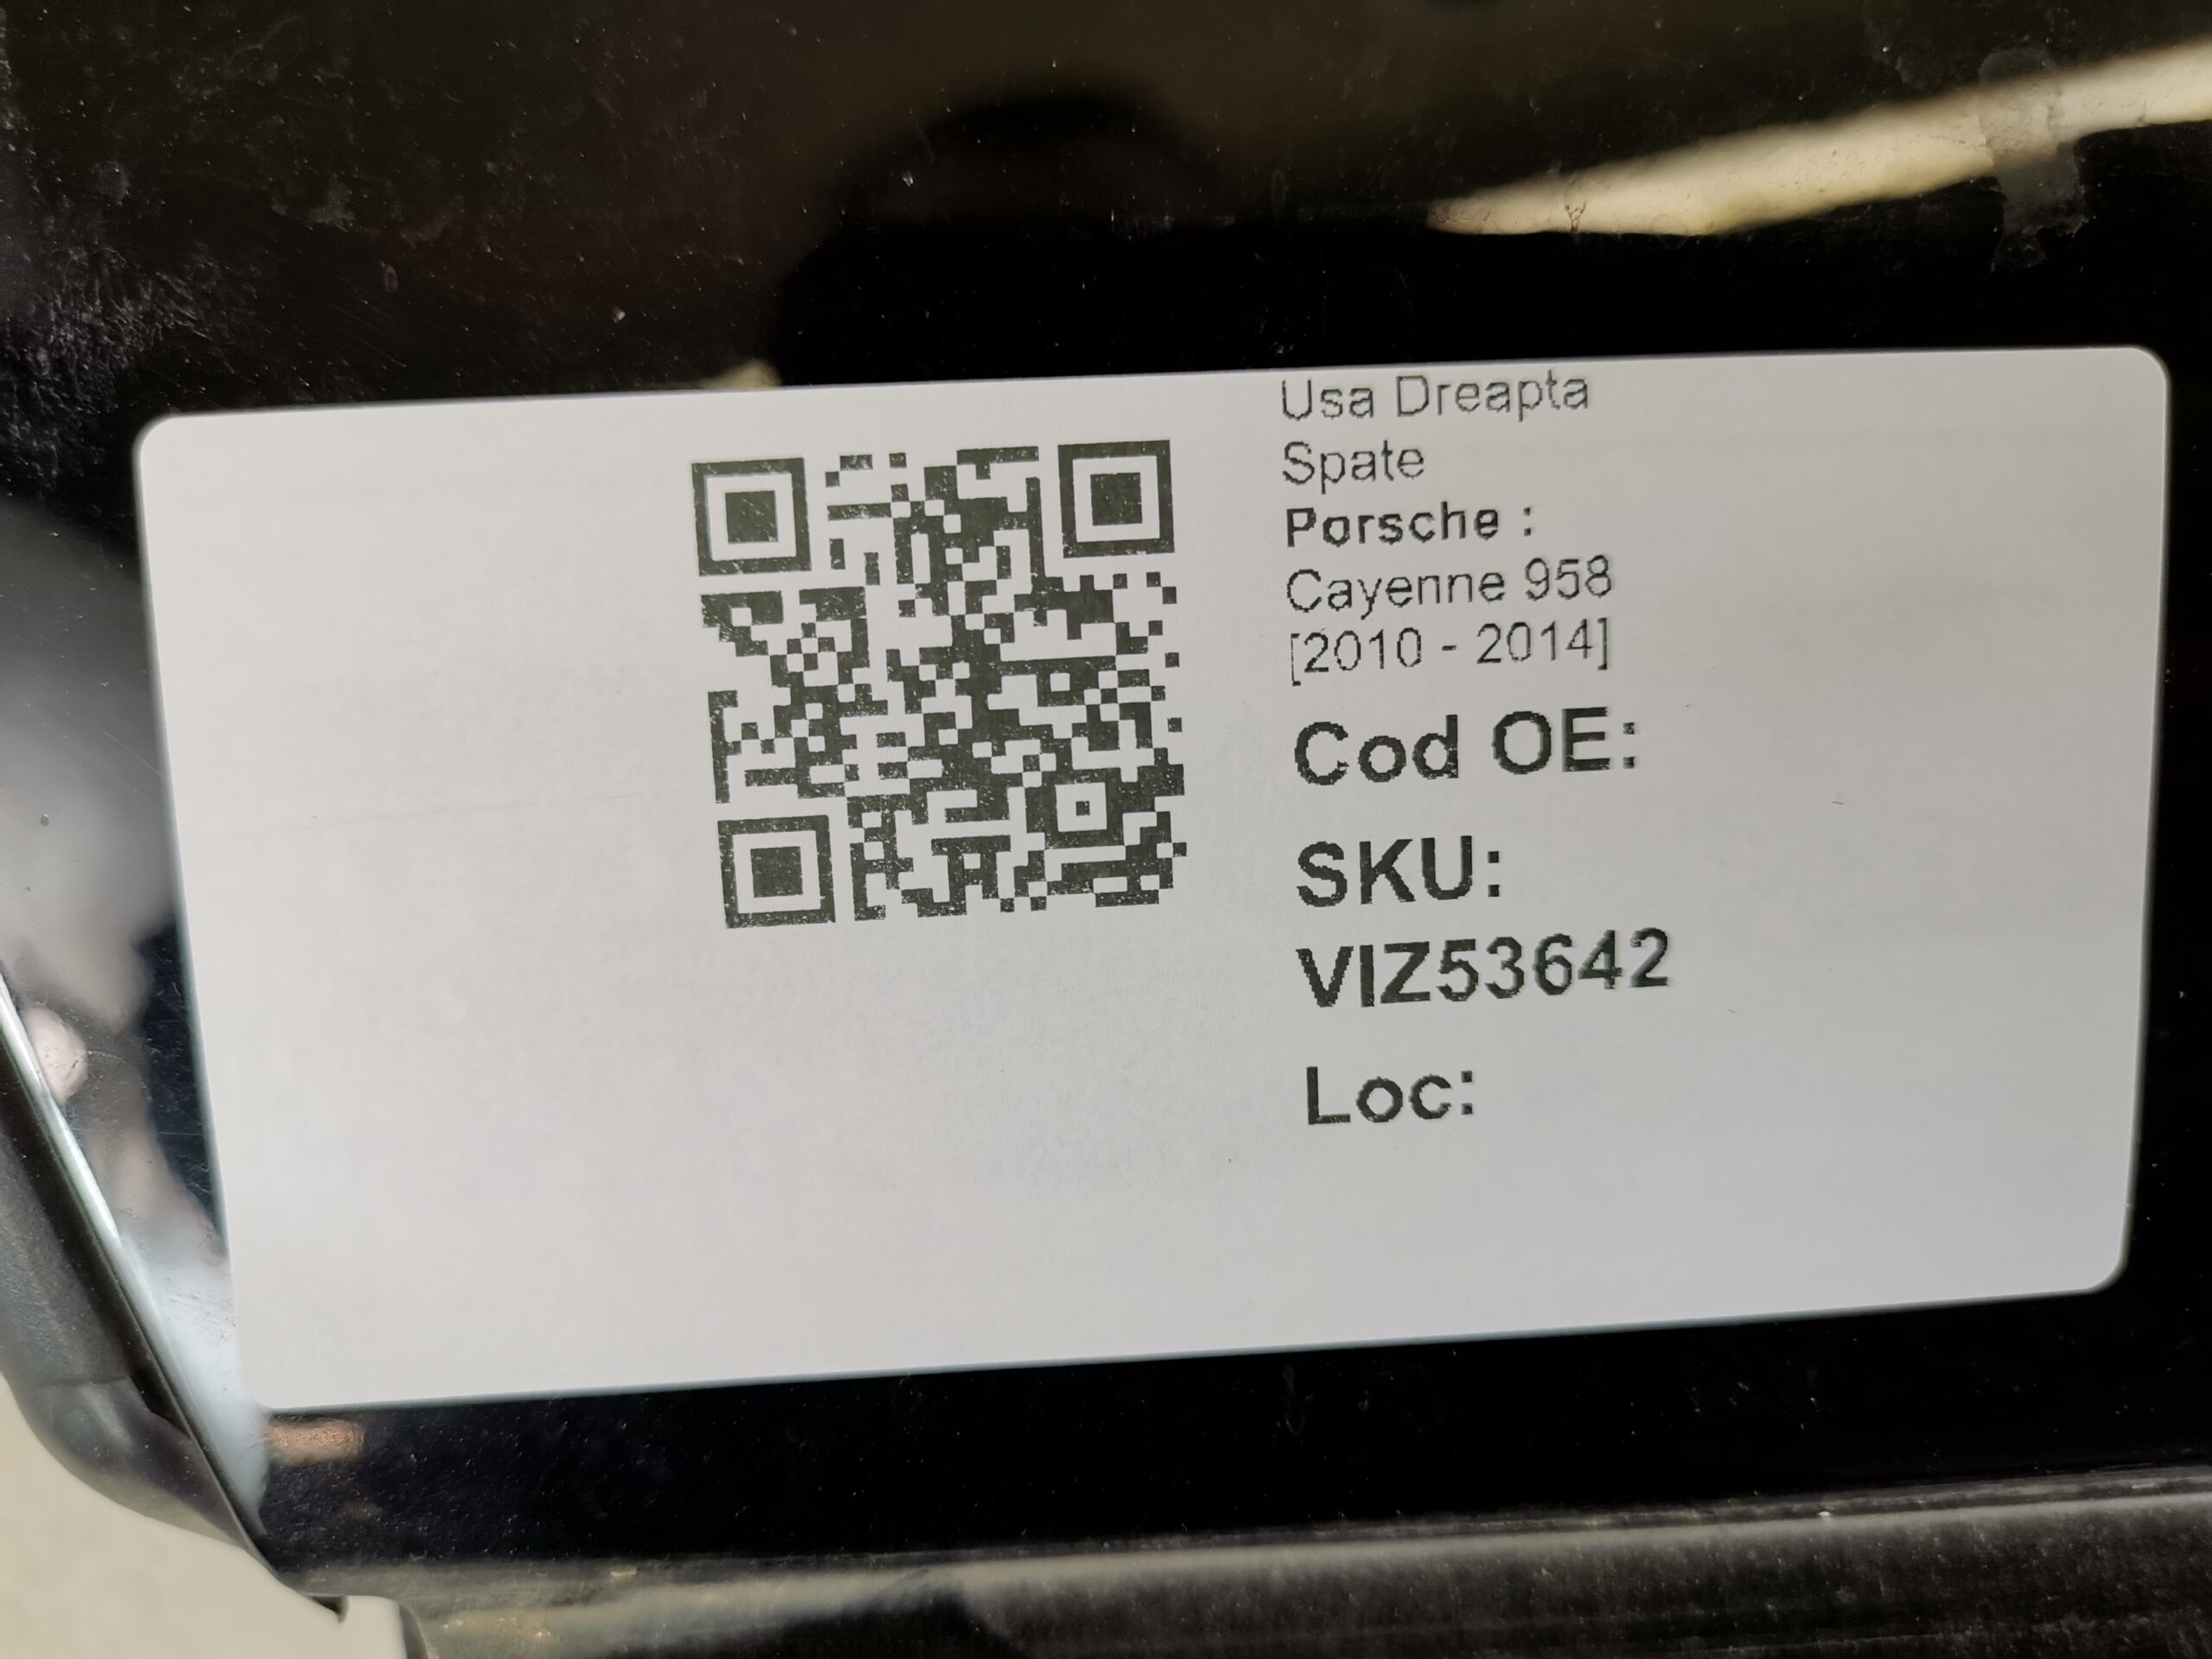 Usa Dreapta
Spate
Porsche :
Cayenne 958
[2010 - 2014]
Cod OE:
SKU:
VIZ53642
Loc: